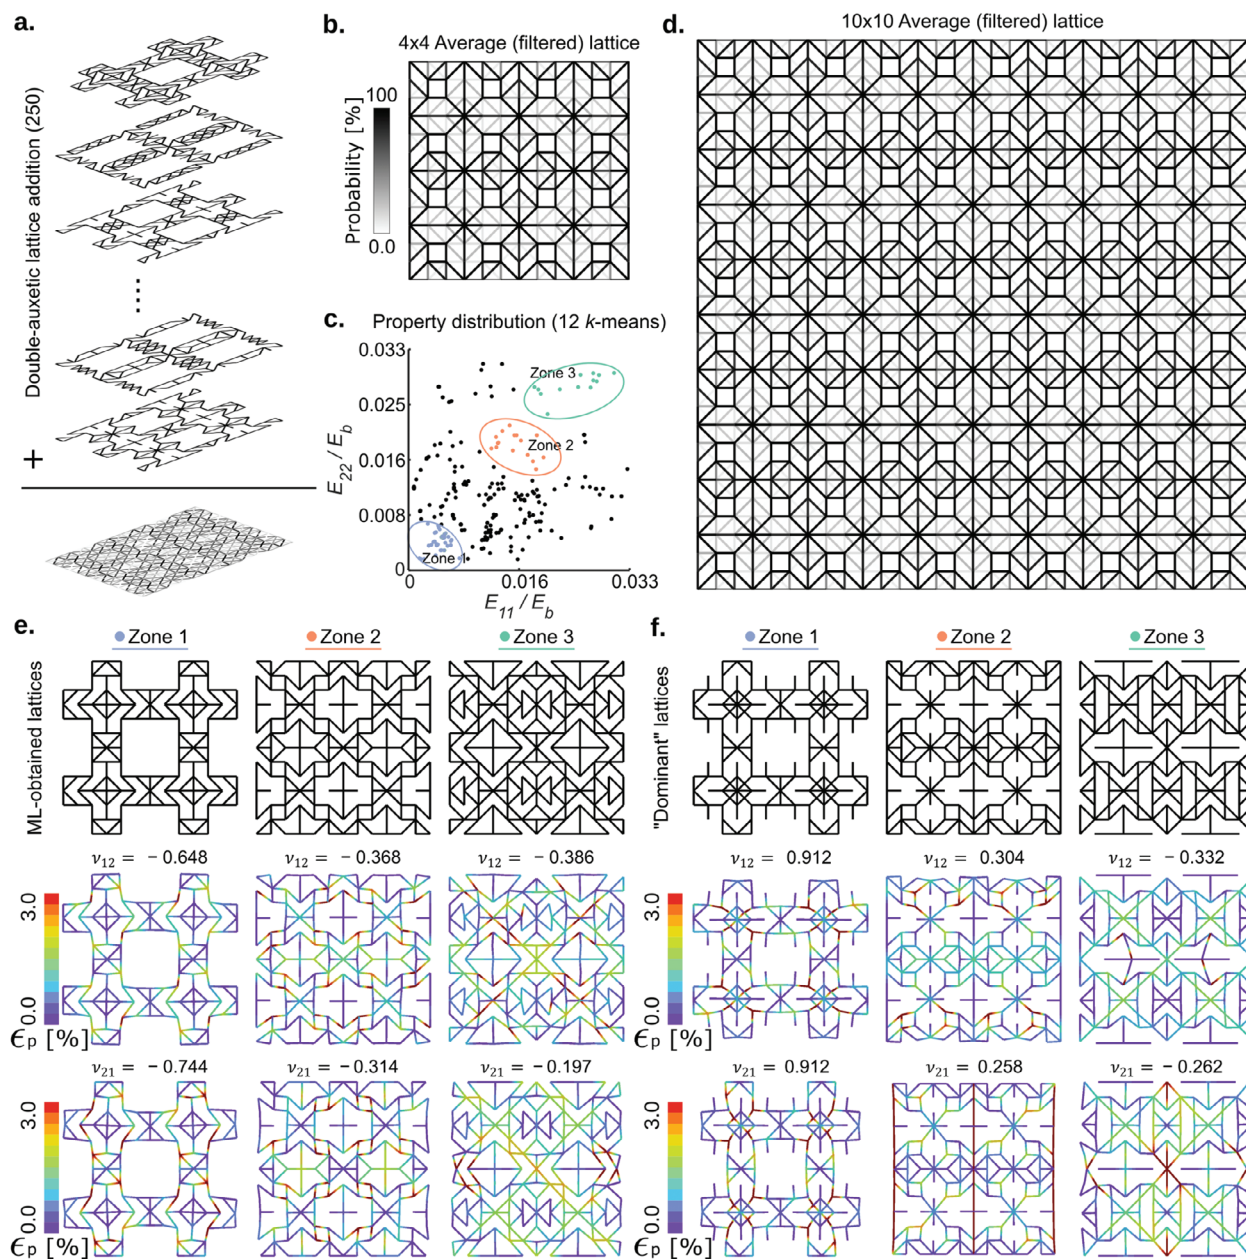 a.
Double-auxetic lattice addition (250)
+
b.
4x4 Average (filtered) lattice
Probability [%]
100
0.0
c.
Property distribution (12 k-means)
0.033
0.025
0.016
0.008
0
E22 / Eb
Zone 3
Zone 2
Zone 1
0.016
0.033
E11 / Eb
d.
10x10 Average (filtered) lattice
e.
Zone 1
Zone 2
Zone 3
ML-obtained lattices
ν12 = − 0.648
ν12 = − 0.368
ν12 = − 0.386
3.0
0.0
ϵp [%]
ν21 = − 0.744
ν21 = − 0.314
ν21 = − 0.197
3.0
0.0
ϵp [%]
f.
Zone 1
Zone 2
Zone 3
"Dominant" lattices
ν12 = 0.912
ν12 = 0.304
ν12 = − 0.332
3.0
0.0
ϵp [%]
ν21 = 0.912
ν21 = 0.258
ν21 = − 0.262
3.0
0.0
ϵp [%]